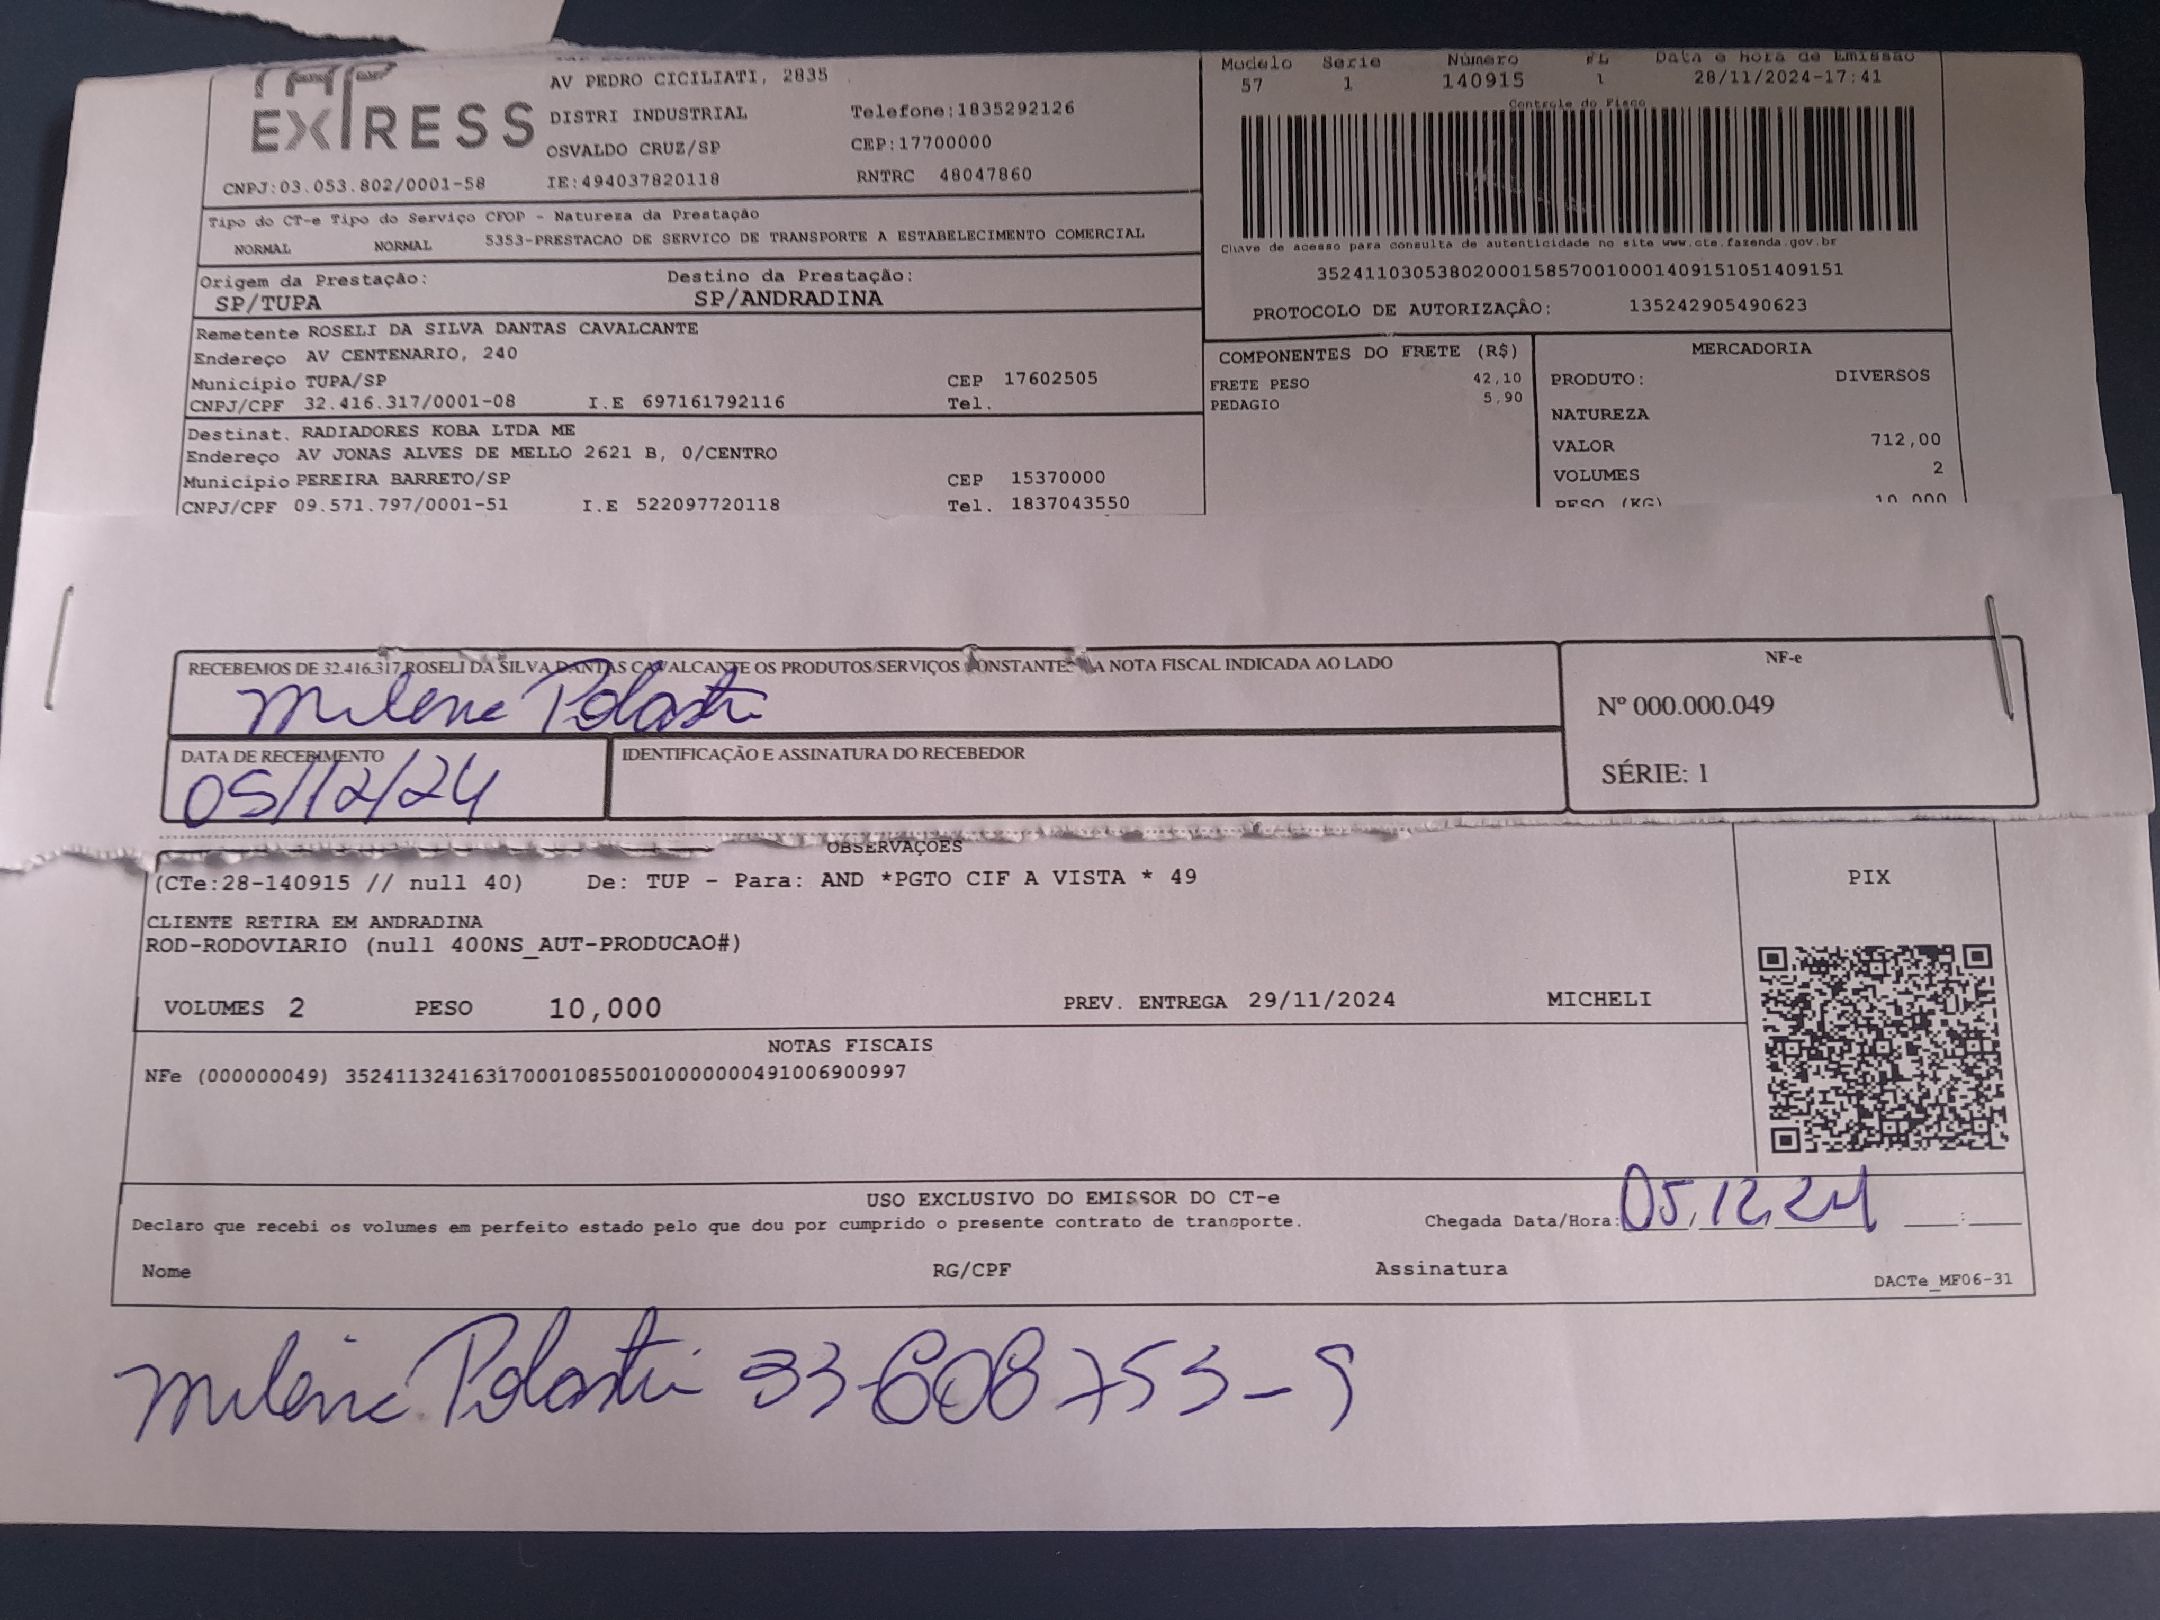 EXPRESS
AV PEDRO CICILIATI, 2835
DISTRI INDUSTRIAL Telefone:1835292126
OSVALDO CRUZ/SP CEP:17700000
CNPJ:03.053.802/0001-58 IE:494037820118 RNTRC 48047860
Modelo Serie Número FL Data e Hora de Emissão
57 1 140915 1 28/11/2024-17:41
Controle do Fisco
Chave de acesso para consulta de autenticidade no site www.cte.fazenda.gov.br
35241103053802000158570010001409151051409151
PROTOCOLO DE AUTORIZAÇÃO: 135242905490623
Tipo do CT-e Tipo do Serviço CFOP - Natureza da Prestação
NORMAL NORMAL 5353-PRESTACAO DE SERVICO DE TRANSPORTE A ESTABELECIMENTO COMERCIAL
Origem da Prestação: Destino da Prestação:
SP/TUPA SP/ANDRADINA
Remetente ROSELI DA SILVA DANTAS CAVALCANTE
Endereço AV CENTENARIO, 240
Município TUPA/SP CEP 17602505
CNPJ/CPF 32.416.317/0001-08 I.E 697161792116 Tel.
Destinat. RADIADORES KOBA LTDA ME
Endereço AV JONAS ALVES DE MELLO 2621 B, 0/CENTRO
Município PEREIRA BARRETO/SP CEP 15370000
CNPJ/CPF 09.571.797/0001-51 I.E 522097720118 Tel. 1837043550
COMPONENTES DO FRETE (R$)
FRETE PESO 42,10
PEDAGIO 5,90
MERCADORIA
PRODUTO: DIVERSOS
NATUREZA
VALOR 712,00
VOLUMES 2
PESO (KG) 10,000
RECEBEMOS DE 32.416.317 ROSELI DA SILVA DANTAS CAVALCANTE OS PRODUTOS/SERVIÇOS CONSTANTES A NOTA FISCAL INDICADA AO LADO
Milene Polastri
DATA DE RECEBIMENTO IDENTIFICAÇÃO E ASSINATURA DO RECEBEDOR
05/12/24
NF-e
Nº 000.000.049
SÉRIE: 1
OBSERVAÇÕES
(CTe:28-140915 // null 40) De: TUP - Para: AND *PGTO CIF A VISTA * 49
CLIENTE RETIRA EM ANDRADINA
ROD-RODOVIARIO (null 400NS_AUT-PRODUCAO#)
VOLUMES 2 PESO 10,000 PREV. ENTREGA 29/11/2024 MICHELI
PIX
NOTAS FISCAIS
NFe (000000049) 35241132416317000108550010000000491006900997
USO EXCLUSIVO DO EMISSOR DO CT-e
Declaro que recebi os volumes em perfeito estado pelo que dou por cumprido o presente contrato de transporte. Chegada Data/Hora: 05/12/24 :
Nome RG/CPF Assinatura DACTe_MF06-31
Milene Polastri 33-608753-9